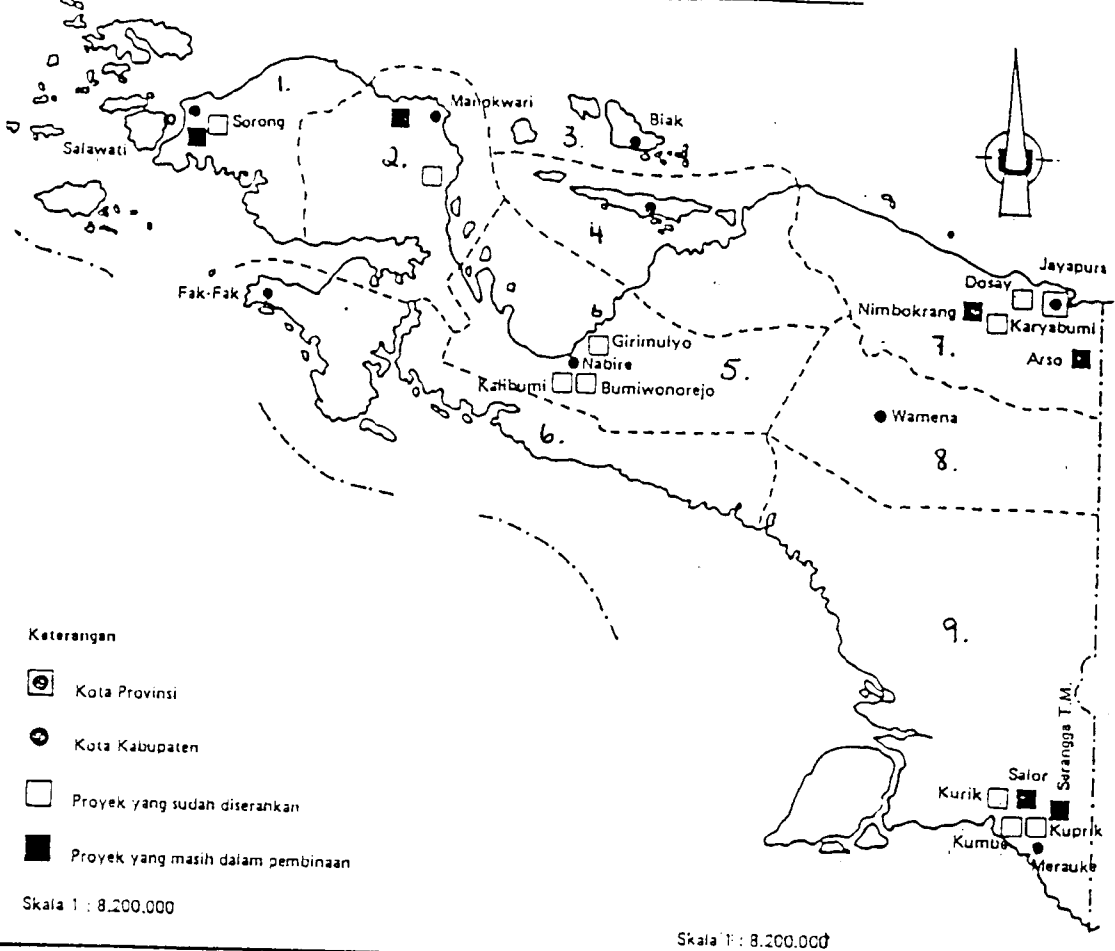 1.
Manokwari
Sorong
Salawati
2.
3.
Biak
4
Fak-Fak
Jayapura
Dosay
Nimbokrang
Karyabumi
7.
Arso
Girimulyo
Nabire
5.
Bumiwonorejo
6.
Wamena
8.
9.
Keterangan
Kota Provinsi
Kota Kabupaten
Proyek yang sudah diserahkan
Proyek yang masih dalam pembinaan
Skala 1 : 8.200.000
Salor
Kurik
Kumbe
Kuprik
Merauke
Skala 1 : 8.200.000